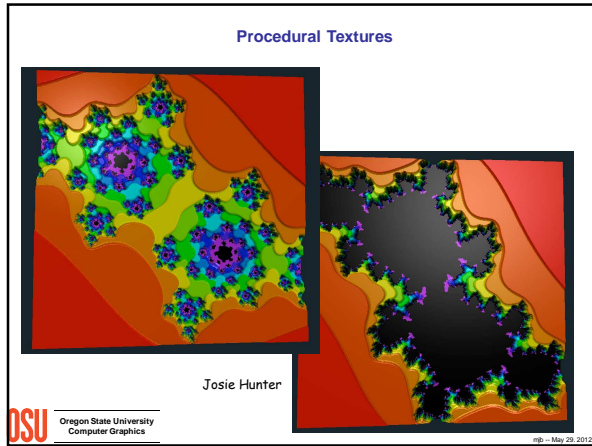 Procedural Textures
Josie Hunter
OSU
Oregon State University
Computer Graphics
mjb -- May 29. 2012